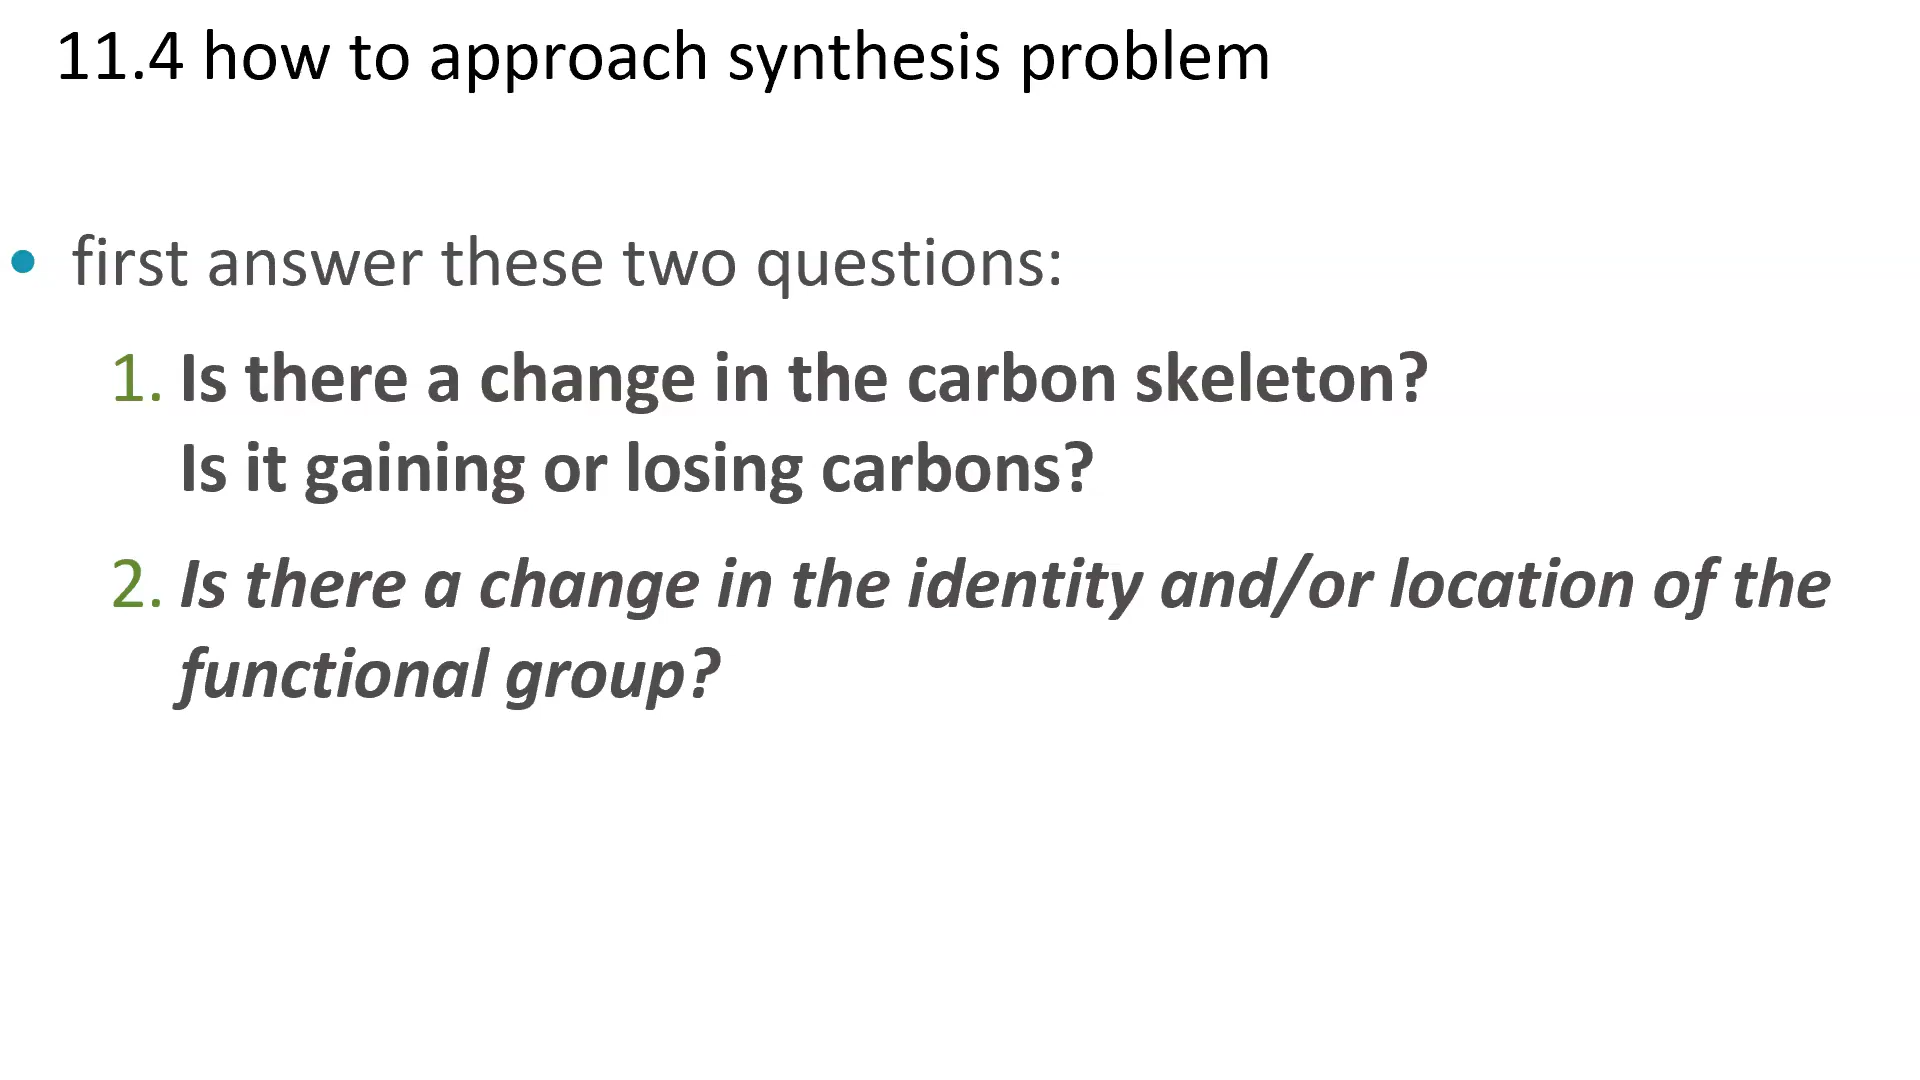 11.4 how to approach synthesis problem
• first answer these two questions:
1. Is there a change in the carbon skeleton?
Is it gaining or losing carbons?
2. Is there a change in the identity and/or location of the
functional group?